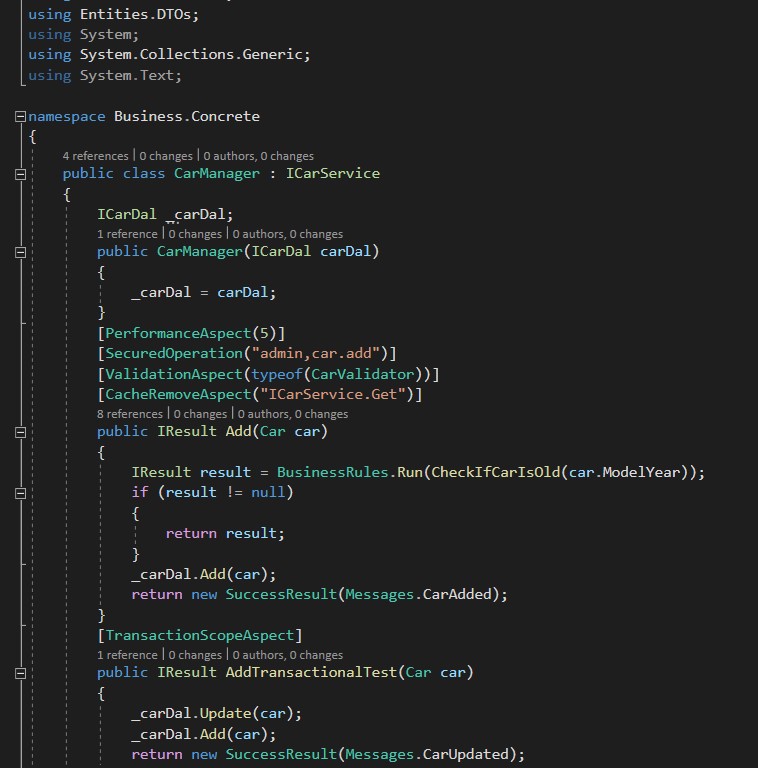 using Entities.DTOs;
using System;
using System.Collections.Generic;
using System.Text;
namespace Business.Concrete
{
4 references | 0 changes | 0 authors, 0 changes
public class CarManager : ICarService
{
ICarDal _carDal;
1 reference | 0 changes | 0 authors, 0 changes
public CarManager(ICarDal carDal)
{
_carDal = carDal;
}
[PerformanceAspect(5)]
[SecuredOperation("admin,car.add")]
[ValidationAspect(typeof(CarValidator))]
[CacheRemoveAspect("ICarService.Get")]
8 references | 0 changes | 0 authors, 0 changes
public IResult Add(Car car)
{
IResult result = BusinessRules.Run(CheckIfCarIsOld(car.ModelYear));
if (result != null)
{
return result;
}
_carDal.Add(car);
return new SuccessResult(Messages.CarAdded);
}
[TransactionScopeAspect]
1 reference | 0 changes | 0 authors, 0 changes
public IResult AddTransactionalTest(Car car)
{
_carDal.Update(car);
_carDal.Add(car);
return new SuccessResult(Messages.CarUpdated);